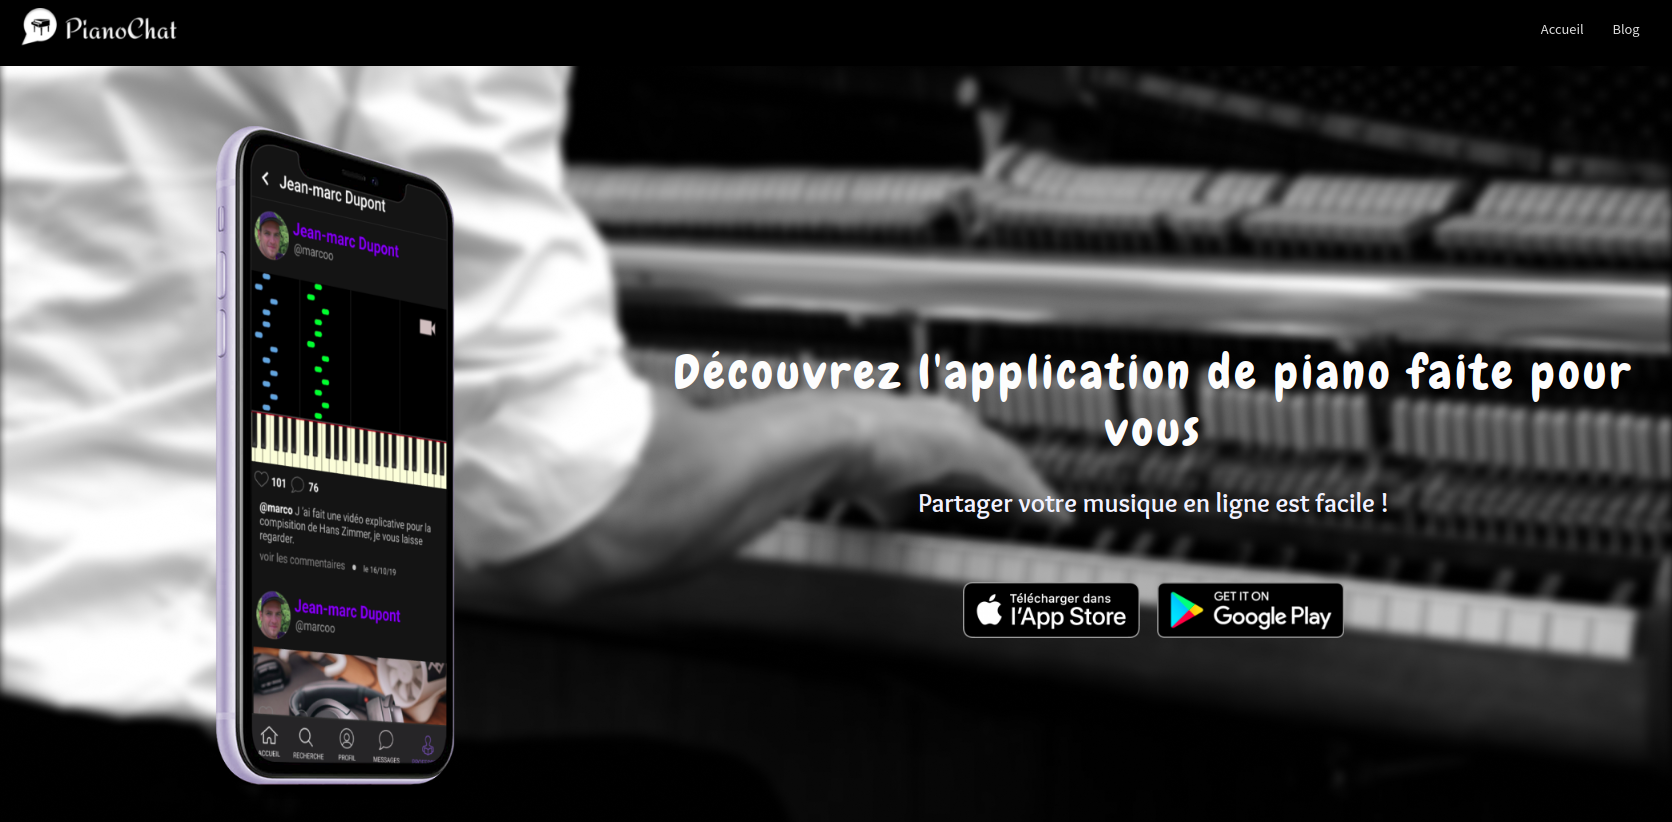 PianoChat
Accueil Blog
Jean-marc Dupont
Jean-marc Dupont
@marcoo
101 76
@marco J 'ai fait une vidéo explicative pour la
compisition de Hans Zimmer, je vous laisse
regarder.
voir les commentaires • le 16/10/19
Jean-marc Dupont
@marcoo
ACCUEIL RECHERCHE PROFIL MESSAGES
Découvrez l'application de piano faite pour
vous
Partager votre musique en ligne est facile !
Télécharger dans
l'App Store
GET IT ON
Google Play